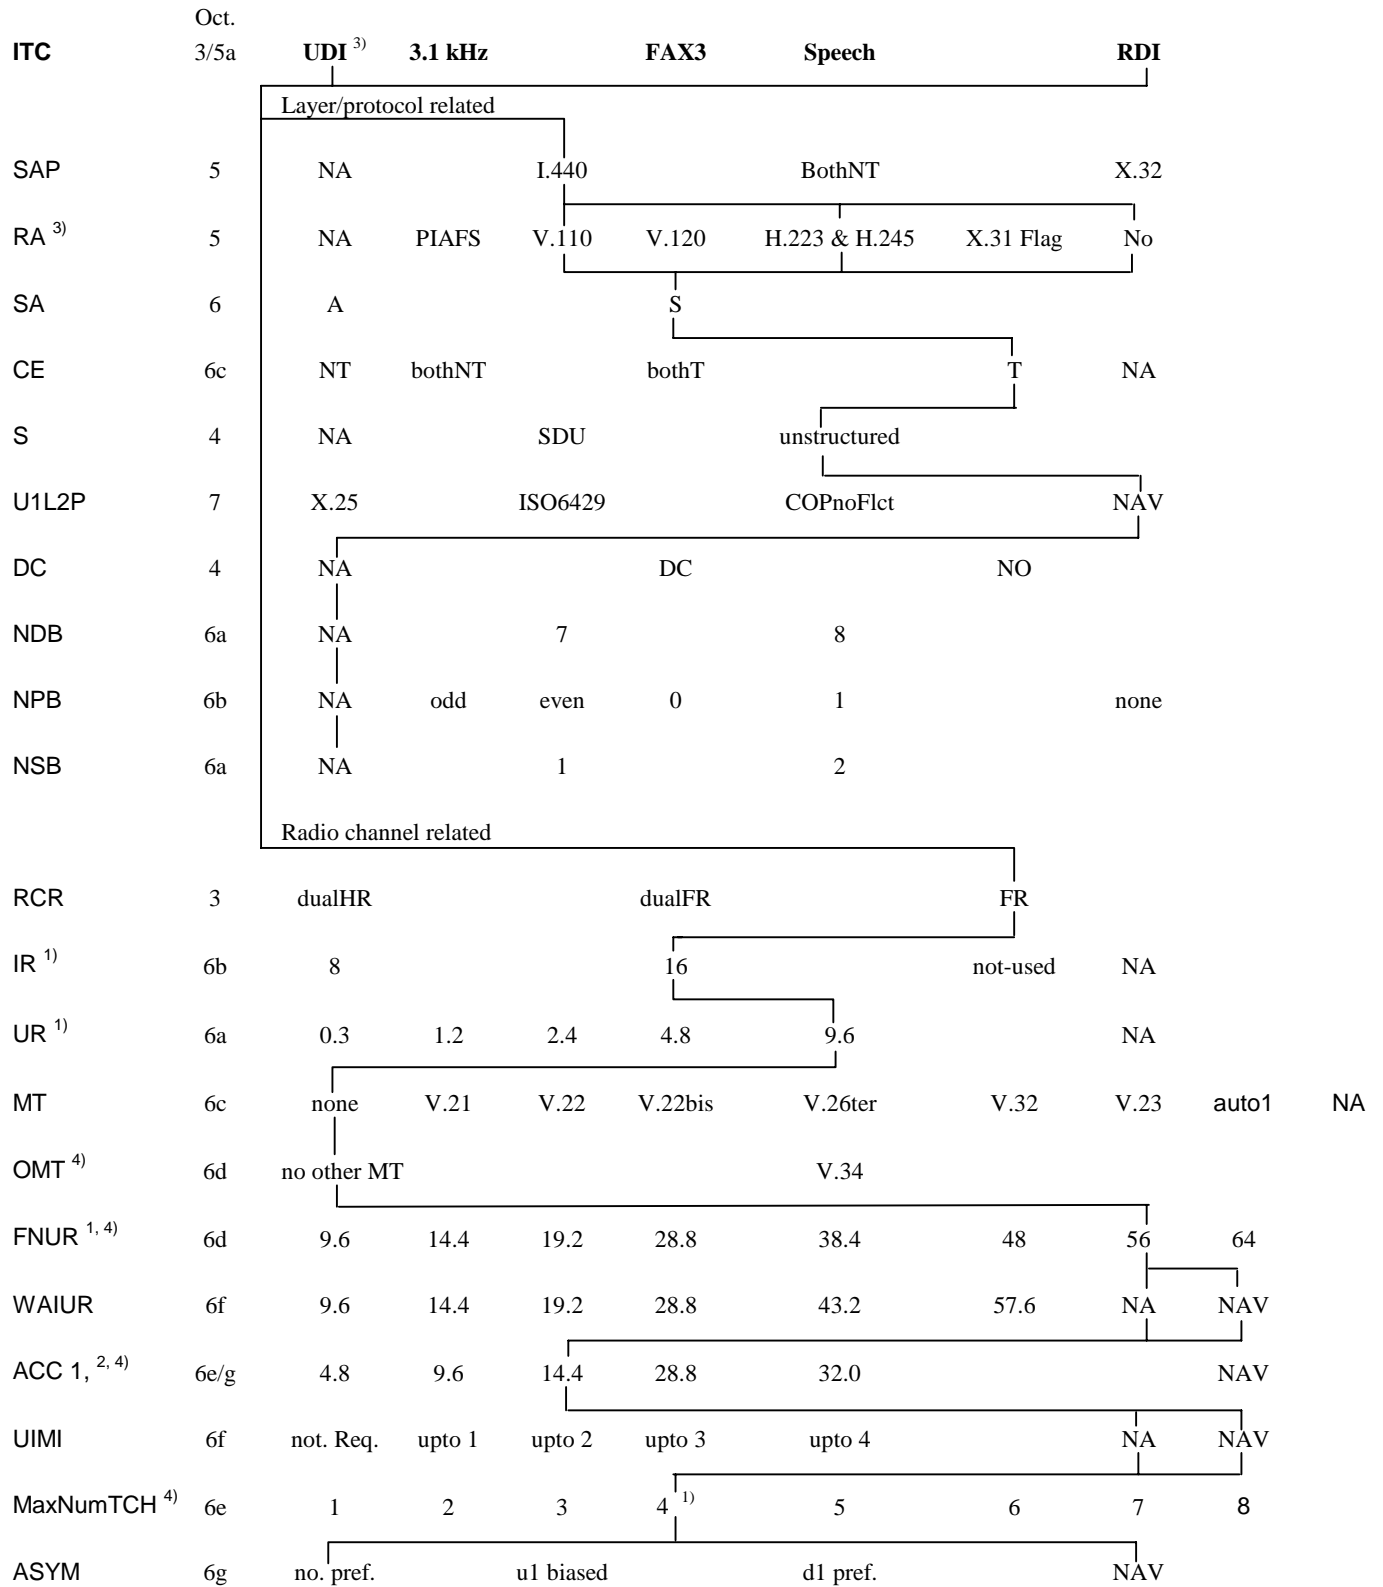 Oct.
ITC 3/5a UDI 3) 3.1 kHz FAX3 Speech RDI
Layer/protocol related
SAP 5 NA I.440 BothNT X.32
RA 3) 5 NA PIAFS V.110 V.120 H.223 & H.245 X.31 Flag No
SA 6 A S
CE 6c NT bothNT bothT T NA
S 4 NA SDU unstructured
U1L2P 7 X.25 ISO6429 COPnoFlct NAV
DC 4 NA DC NO
NDB 6a NA 7 8
NPB 6b NA odd even 0 1 none
NSB 6a NA 1 2
Radio channel related
RCR 3 dualHR dualFR FR
IR 1) 6b 8 16 not-used NA
UR 1) 6a 0.3 1.2 2.4 4.8 9.6 NA
MT 6c none V.21 V.22 V.22bis V.26ter V.32 V.23 auto1 NA
OMT 4) 6d no other MT V.34
FNUR 1, 4) 6d 9.6 14.4 19.2 28.8 38.4 48 56 64
WAIUR 6f 9.6 14.4 19.2 28.8 43.2 57.6 NA NAV
ACC 1, 2, 4) 6e/g 4.8 9.6 14.4 28.8 32.0 NAV
UIMI 6f not. Req. upto 1 upto 2 upto 3 upto 4 NA NAV
MaxNumTCH 4) 6e 1 2 3 4 1) 5 6 7 8
ASYM 6g no. pref. u1 biased d1 pref. NAV